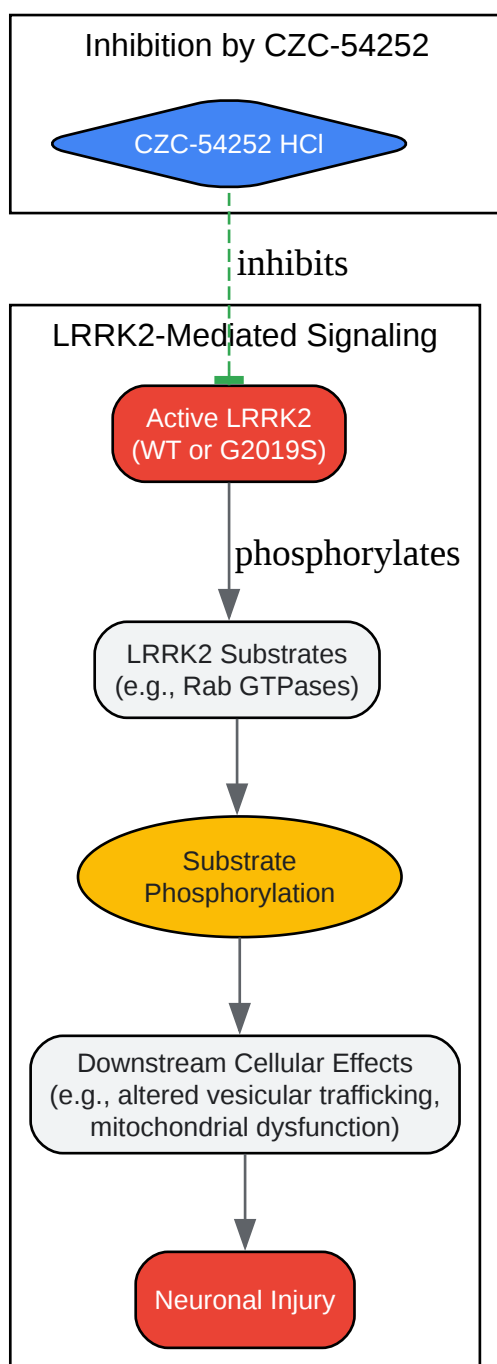 Inhibition by CZC-54252
CZC-54252 HCl
inhibits
LRRK2-Mediated Signaling
Active LRRK2
(WT or G2019S)
phosphorylates
LRRK2 Substrates
(e.g., Rab GTPases)
Substrate
Phosphorylation
Downstream Cellular Effects
(e.g., altered vesicular trafficking,
mitochondrial dysfunction)
Neuronal Injury